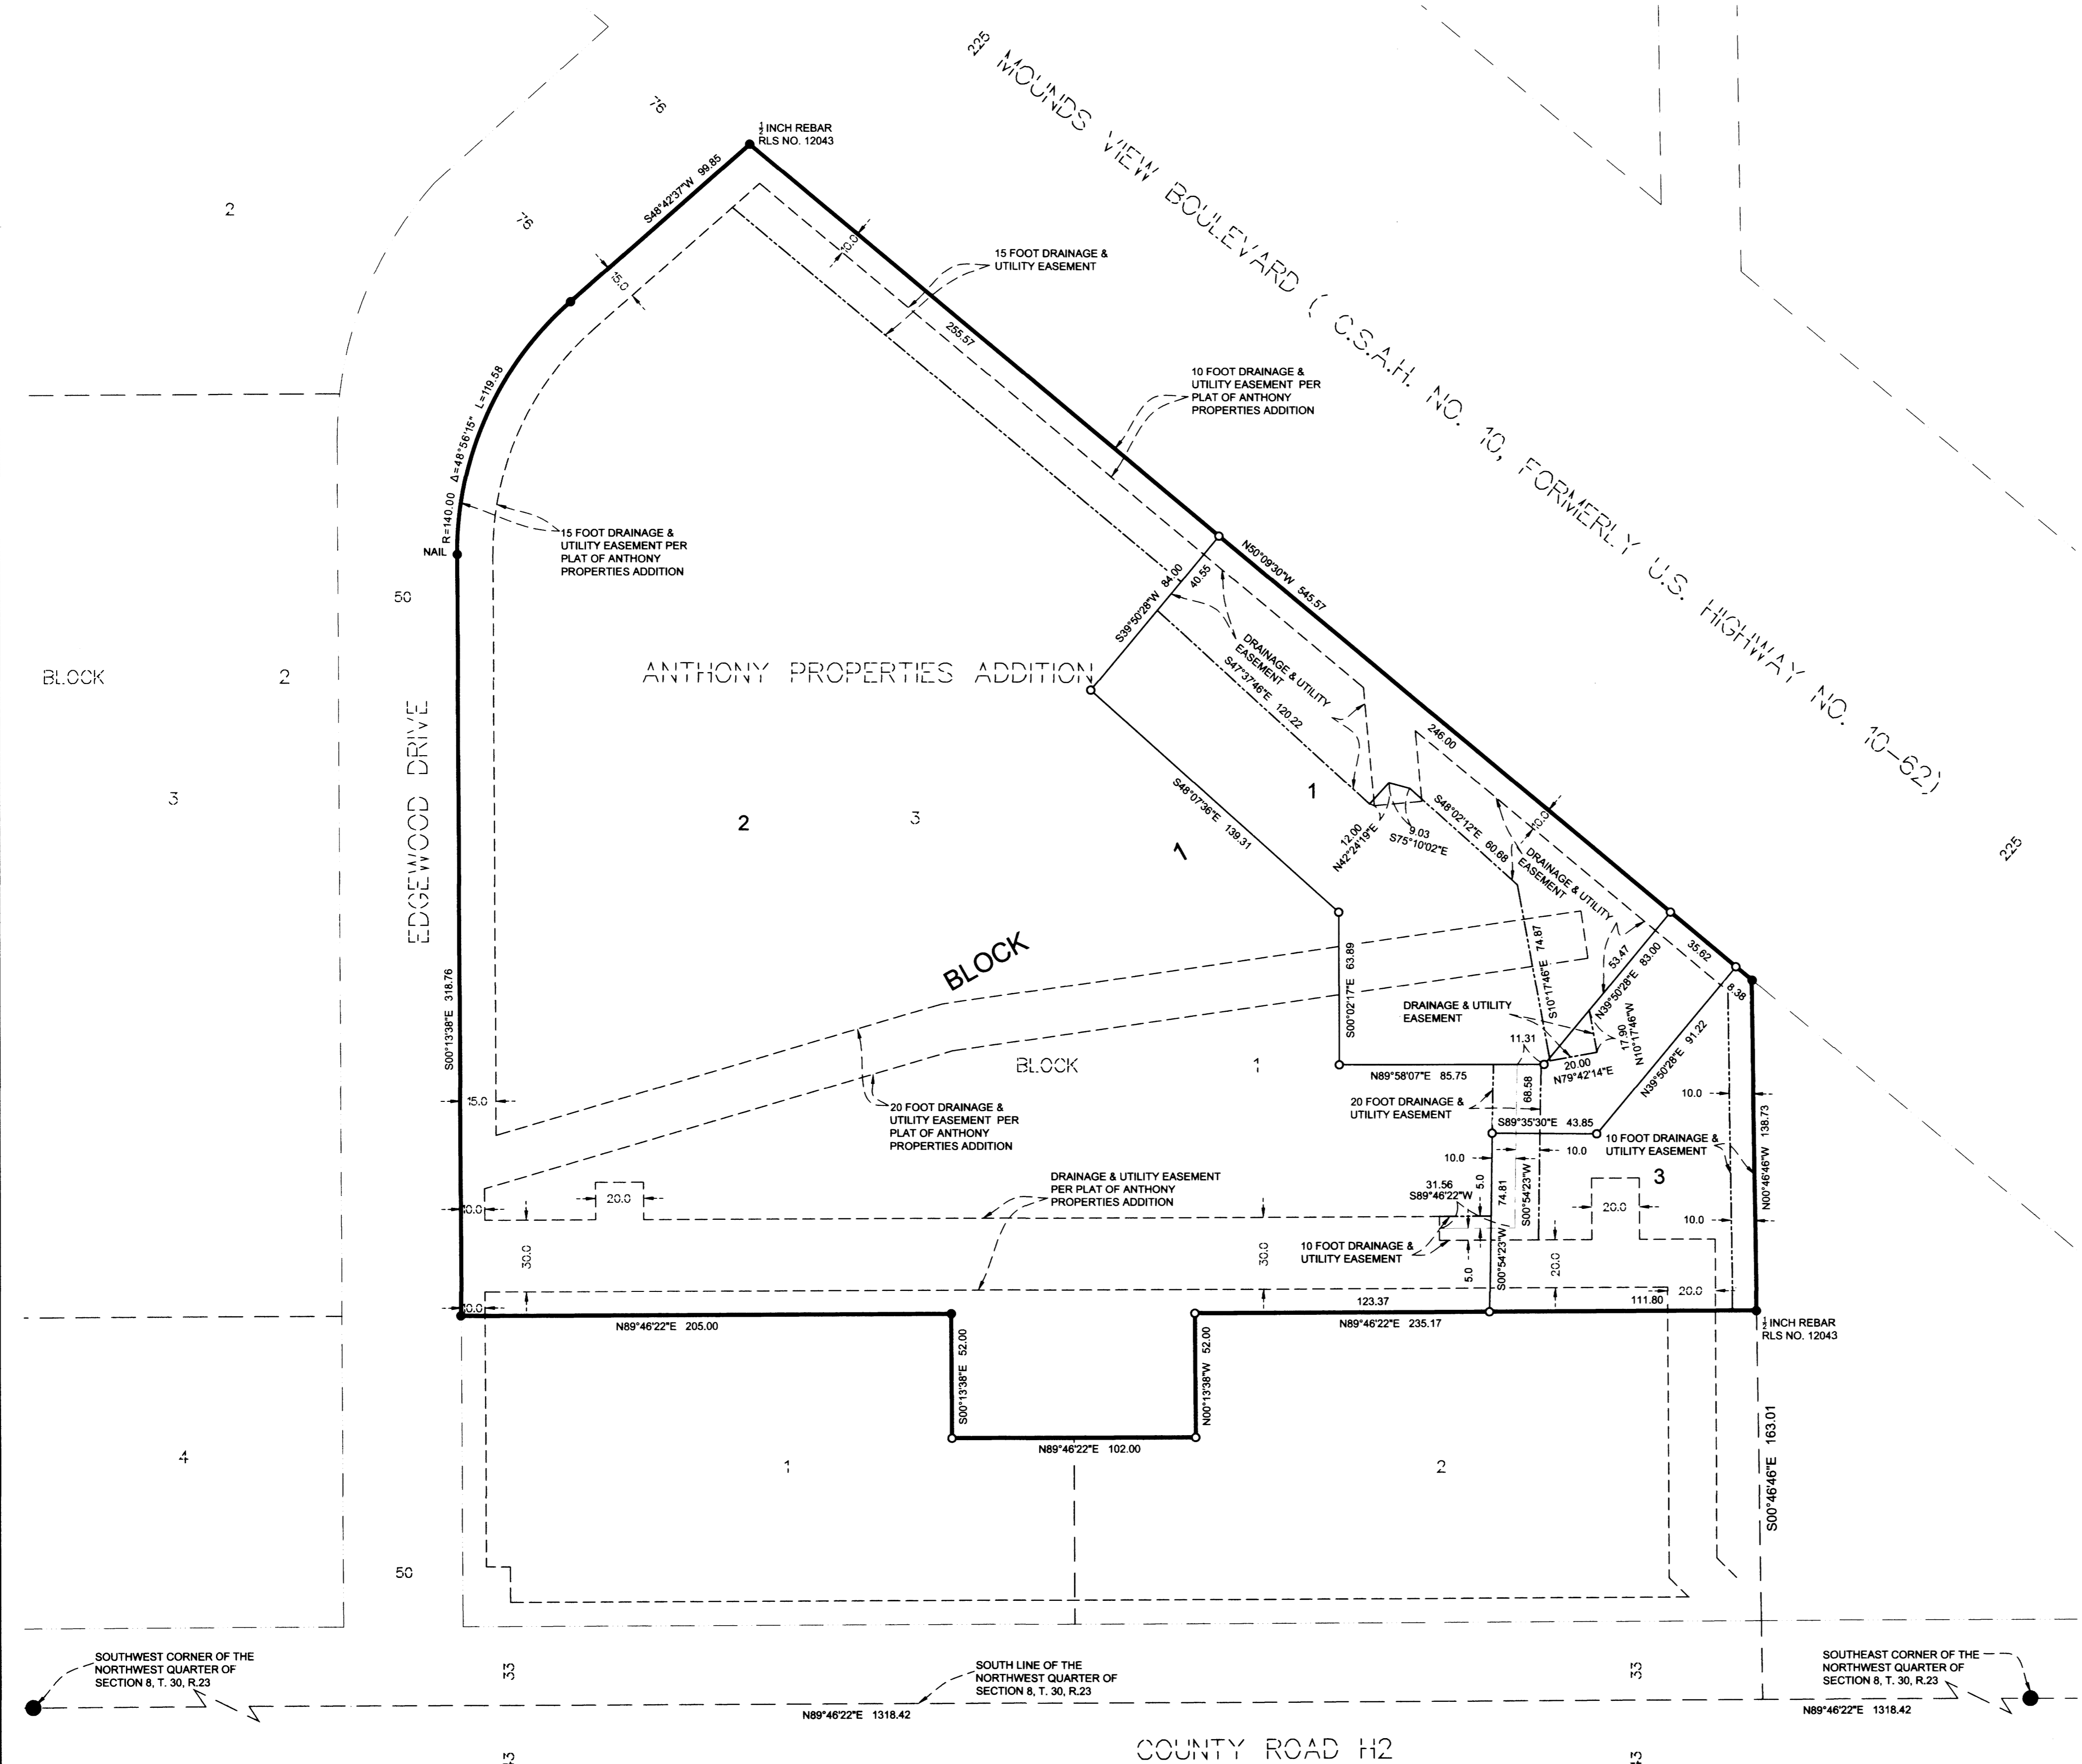 225
MOUNDS VIEW BOULEVARD ( C.S.A.H. NO. 10, FORMERLY U.S. HIGHWAY NO. 10-62)
225
76
76
½ INCH REBAR
RLS NO. 12043
S48°42'37"W 99.85
15.0
10.0
2
15 FOOT DRAINAGE &
UTILITY EASEMENT
255.57
10 FOOT DRAINAGE &
UTILITY EASEMENT PER
PLAT OF ANTHONY
PROPERTIES ADDITION
R=140.00 Δ=48°56'15" L=119.58
NAIL
15 FOOT DRAINAGE &
UTILITY EASEMENT PER
PLAT OF ANTHONY
PROPERTIES ADDITION
50
N50°09'30"W 545.57
S39°50'28"W 84.00
40.55
DRAINAGE & UTILITY
EASEMENT
S47°37'46"E 120.22
BLOCK 2
ANTHONY PROPERTIES ADDITION
EDGEWOOD DRIVE
246.00
3
2
3
1
1
S48°07'36"E 139.31
12.00
N42°24'19"E
9.03
S75°10'02"E
S48°02'12"E 60.68
10.0
DRAINAGE & UTILITY
EASEMENT
BLOCK
S00°13'38"E 318.76
S00°02'17"E 63.89
S10°17'46"E 74.87
53.47
N39°50'28"E 83.00
35.62
8.38
DRAINAGE & UTILITY
EASEMENT
11.31
17.90
N10°17'46"W
20.00
N79°42'14"E
N39°50'28"E 91.22
BLOCK 1
N89°58'07"E 85.75
15.0
20 FOOT DRAINAGE &
UTILITY EASEMENT PER
PLAT OF ANTHONY
PROPERTIES ADDITION
20 FOOT DRAINAGE &
UTILITY EASEMENT
68.58
S89°35'30"E 43.85
10.0
N00°46'46"W 138.73
10.0
10.0
10 FOOT DRAINAGE &
UTILITY EASEMENT
DRAINAGE & UTILITY EASEMENT
PER PLAT OF ANTHONY
PROPERTIES ADDITION
31.56
S89°46'22"W
5.0
74.81
S00°54'23"W
S00°54'23"W
3
10.0
20.0
20.0
10.0
30.0
30.0
10 FOOT DRAINAGE &
UTILITY EASEMENT
5.0
20.0
20.0
10.0
N89°46'22"E 205.00
123.37
N89°46'22"E 235.17
111.80
½ INCH REBAR
RLS NO. 12043
S00°13'38"E 52.00
N00°13'38"W 52.00
N89°46'22"E 102.00
S00°46'46"E 163.01
4
1
2
50
SOUTHWEST CORNER OF THE
NORTHWEST QUARTER OF
SECTION 8, T. 30, R.23
33
SOUTH LINE OF THE
NORTHWEST QUARTER OF
SECTION 8, T. 30, R.23
33
SOUTHEAST CORNER OF THE
NORTHWEST QUARTER OF
SECTION 8, T. 30, R.23
N89°46'22"E 1318.42
N89°46'22"E 1318.42
COUNTY ROAD H2